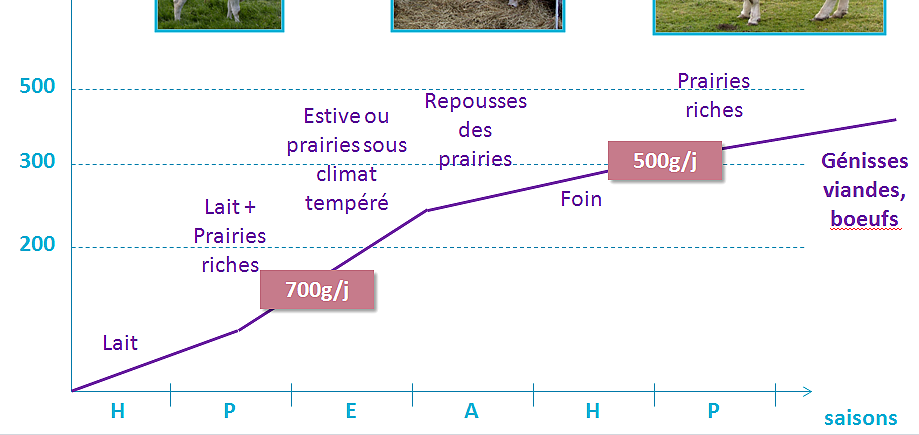 500
Prairies
riches
Repousses
des
prairies
Estive ou
prairies sous
climat
tempéré
300
500g/j
Génisses
viandes,
boeufs
Foin
Lait +
Prairies
riches
200
700g/j
Lait
H P E A H P
saisons